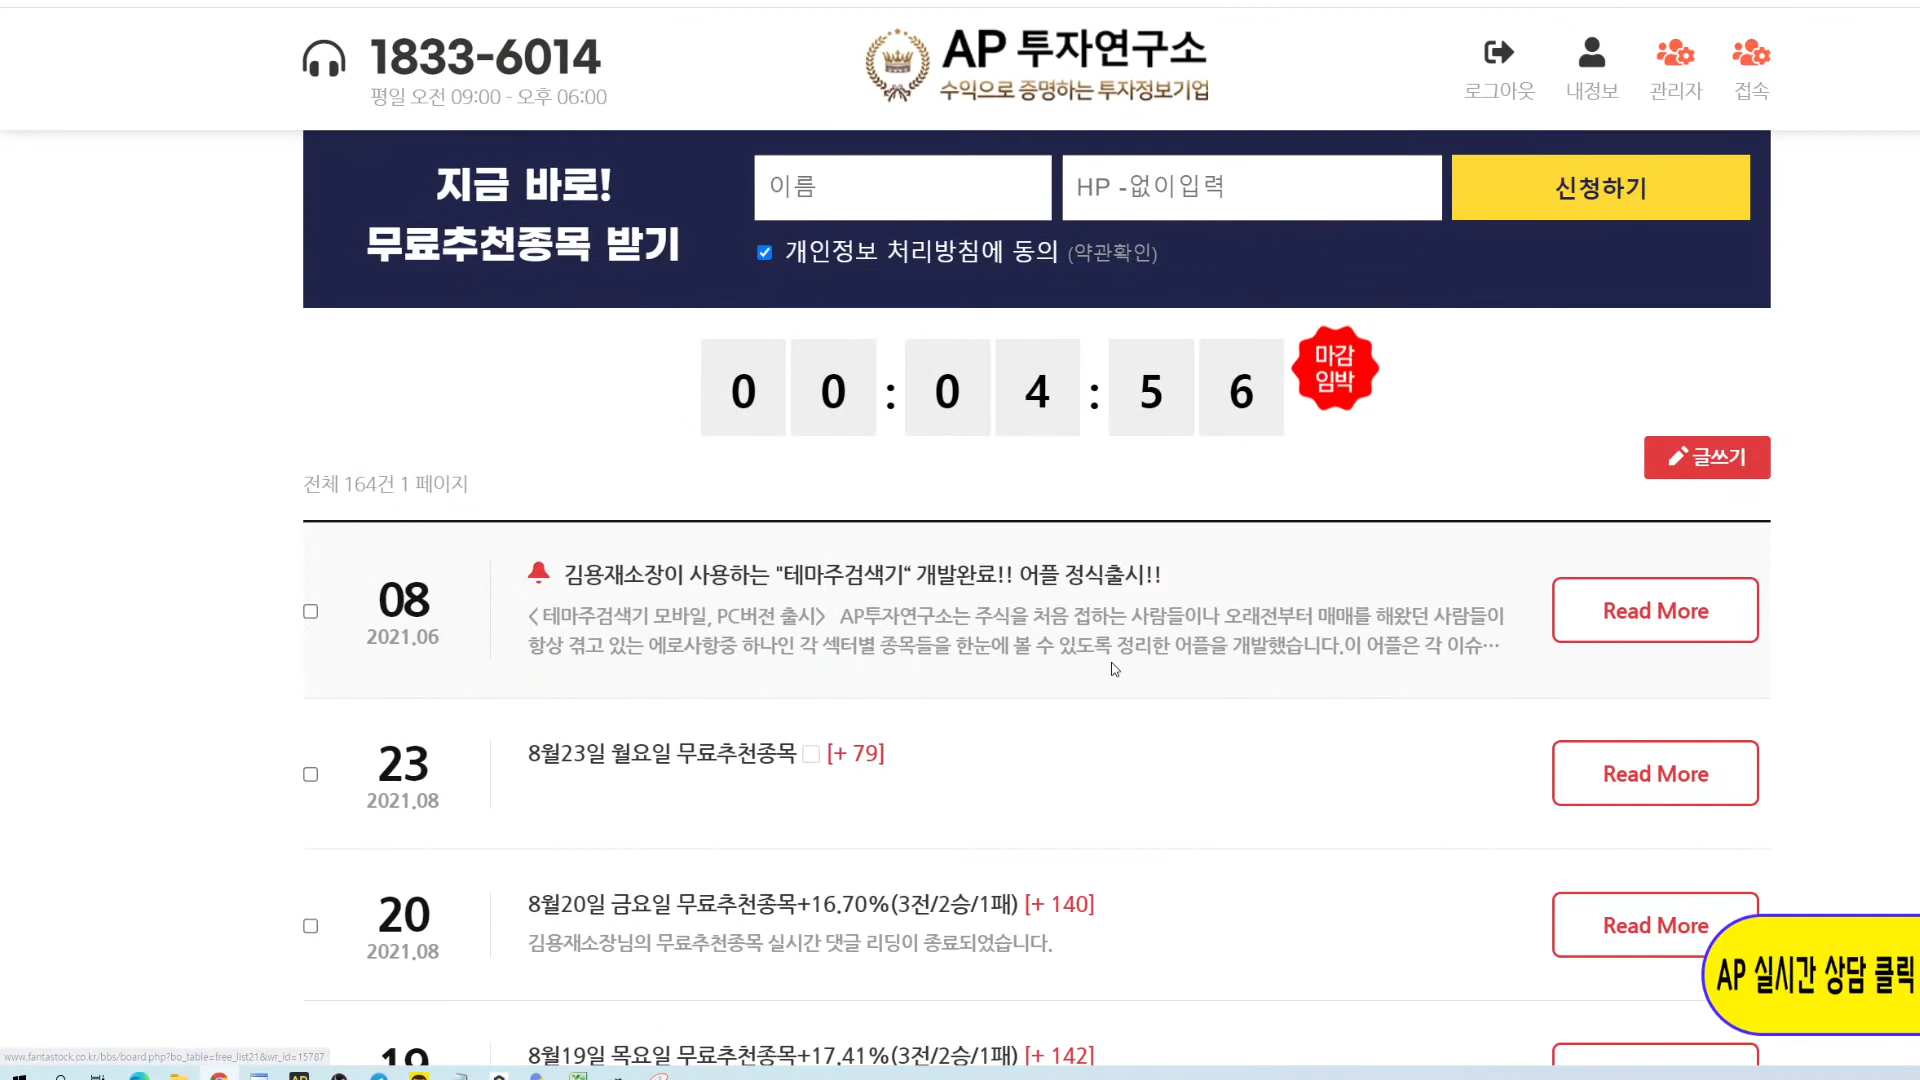 1833-6014
평일 오전 09:00 - 오후 06:00
AP 투자연구소
수익으로 증명하는 투자정보기업
로그아웃
내정보
관리자
접속
지금 바로!
무료추천종목 받기
이름
HP -없이입력
신청하기
개인정보 처리방침에 동의 (약관확인)
0 0 : 0 4 : 5 6
마감
임박
글쓰기
전체 164건 1 페이지
08
2021.06
김용재소장이 사용하는 "테마주검색기“ 개발완료!! 어플 정식출시!!
< 테마주검색기 모바일, PC버전 출시> AP투자연구소는 주식을 처음 접하는 사람들이나 오래전부터 매매를 해왔던 사람들이
항상 겪고 있는 에로사항중 하나인 각 섹터별 종목들을 한눈에 볼 수 있도록 정리한 어플을 개발했습니다.이 어플은 각 이슈…
Read More
23
2021.08
8월23일 월요일 무료추천종목 [+ 79]
Read More
20
2021.08
8월20일 금요일 무료추천종목+16.70%(3전/2승/1패) [+ 140]
김용재소장님의 무료추천종목 실시간 댓글 리딩이 종료되었습니다.
Read More
AP 실시간 상담 클릭
19
8월19일 목요일 무료추천종목+17.41%(3전/2승/1패) [+ 142]
www.fantastock.co.kr/bbs/board.php?bo_table=free_list21&wr_id=15787